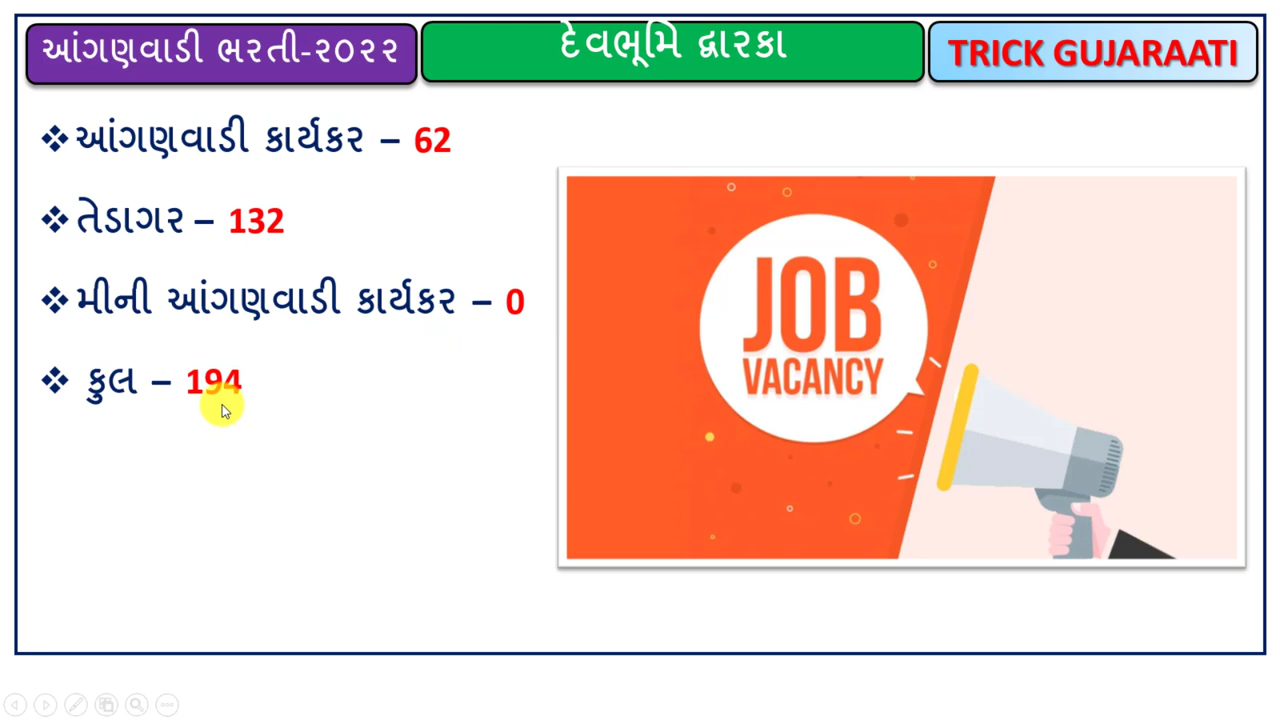 આંગણવાડી ભરતી-૨૦૨૨
દેવભૂમિ દ્વારકા
TRICK GUJARAATI
❖આંગણવાડી કાર્યકર – 62
❖તેડાગર – 132
❖મીની આંગણવાડી કાર્યકર – 0
❖ કુલ – 194
JOB
VACANCY